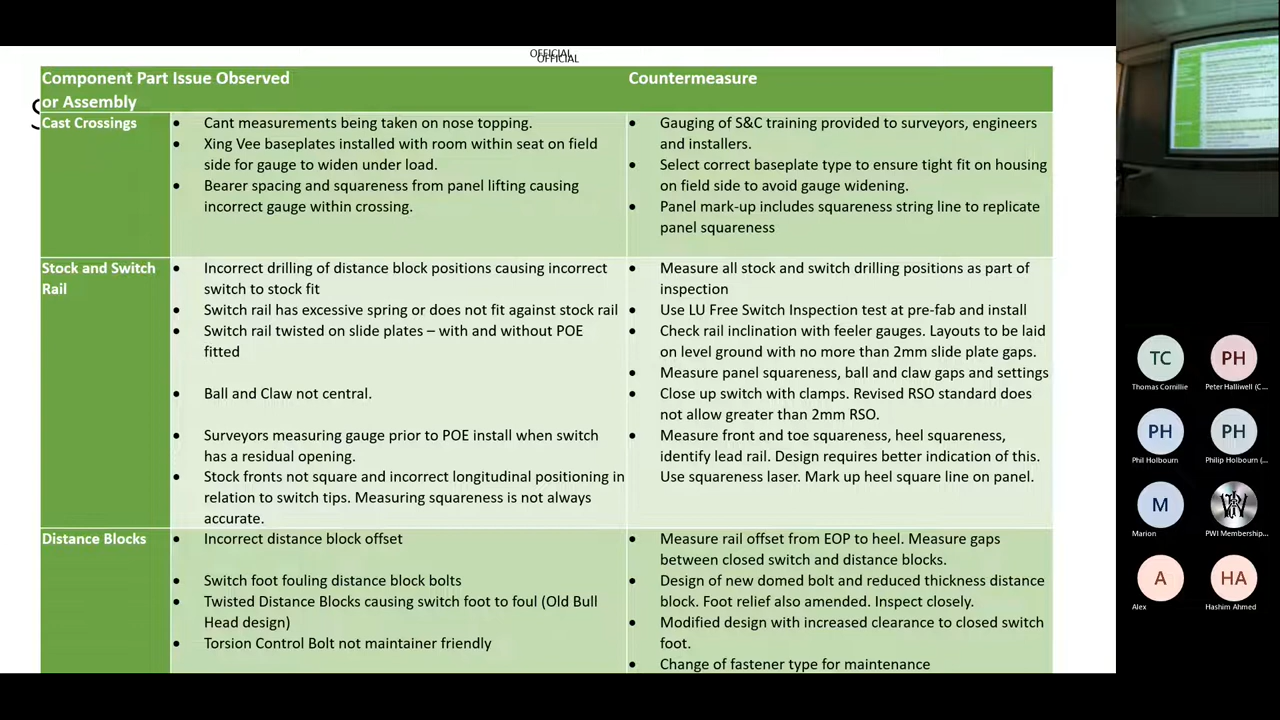 OFFICIAL
OFFICIAL
Component Part Issue Observed
or Assembly
Countermeasure
Cast Crossings
• Cant measurements being taken on nose topping.
• Xing Vee baseplates installed with room within seat on field
side for gauge to widen under load.
• Bearer spacing and squareness from panel lifting causing
incorrect gauge within crossing.
• Gauging of S&C training provided to surveyors, engineers
and installers.
• Select correct baseplate type to ensure tight fit on housing
on field side to avoid gauge widening.
• Panel mark-up includes squareness string line to replicate
panel squareness
Stock and Switch
Rail
• Incorrect drilling of distance block positions causing incorrect
switch to stock fit
• Switch rail has excessive spring or does not fit against stock rail
• Switch rail twisted on slide plates – with and without POE
fitted
• Ball and Claw not central.
• Surveyors measuring gauge prior to POE install when switch
has a residual opening.
• Stock fronts not square and incorrect longitudinal positioning in
relation to switch tips. Measuring squareness is not always
accurate.
• Measure all stock and switch drilling positions as part of
inspection
• Use LU Free Switch Inspection test at pre-fab and install
• Check rail inclination with feeler gauges. Layouts to be laid
on level ground with no more than 2mm slide plate gaps.
• Measure panel squareness, ball and claw gaps and settings
• Close up switch with clamps. Revised RSO standard does
not allow greater than 2mm RSO.
• Measure front and toe squareness, heel squareness,
identify lead rail. Design requires better indication of this.
Use squareness laser. Mark up heel square line on panel.
Distance Blocks
• Incorrect distance block offset
• Switch foot fouling distance block bolts
• Twisted Distance Blocks causing switch foot to foul (Old Bull
Head design)
• Torsion Control Bolt not maintainer friendly
• Measure rail offset from EOP to heel. Measure gaps
between closed switch and distance blocks.
• Design of new domed bolt and reduced thickness distance
block. Foot relief also amended. Inspect closely.
• Modified design with increased clearance to closed switch
foot.
• Change of fastener type for maintenance
TC
Thomas Cornillie
PH
Peter Halliwell (C...
PH
Phil Holbourn
PH
Philip Holbourn (...
M
Marion
PWI Membership...
A
Alex
HA
Hashim Ahmed